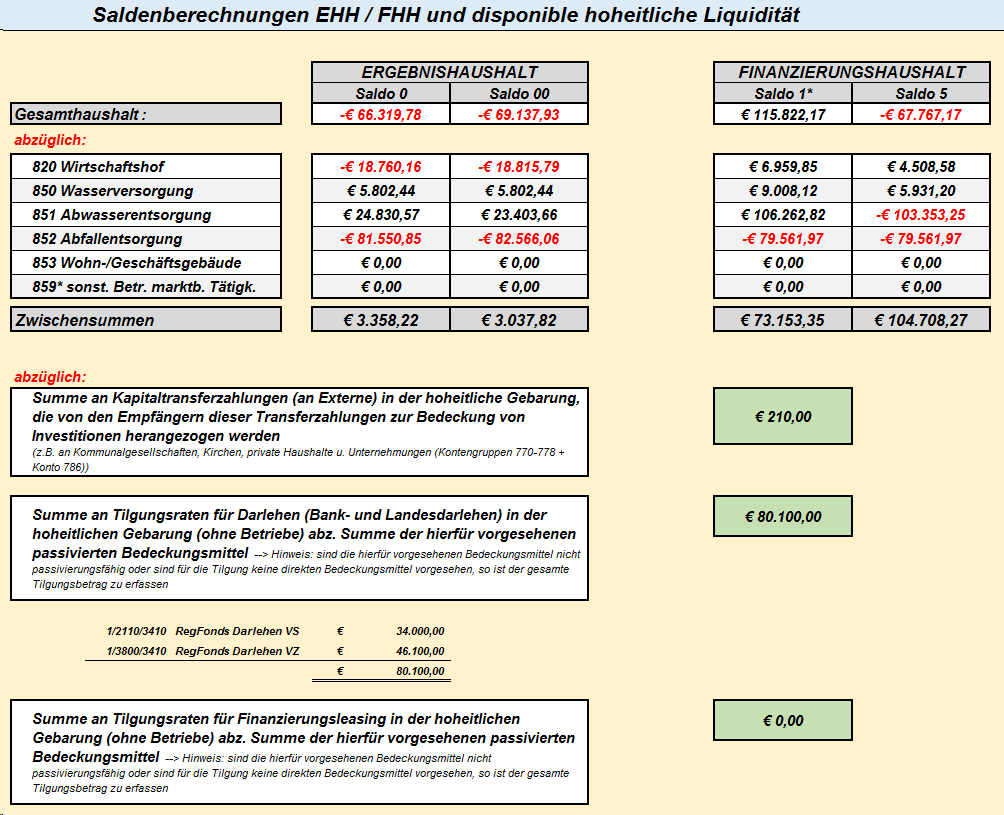 Saldenberechnungen EHH / FHH und disponible hoheitliche Liquidität
ERGEBNISHAUSHALT FINANZIERUNGSHAUSHALT
Saldo 0 Saldo 00 Saldo 1* Saldo 5
Gesamthaushalt : -€ 66.319,78 -€ 69.137,93 € 115.822,17 -€ 67.767,17
abzüglich:
820 Wirtschaftshof -€ 18.760,16 -€ 18.815,79 € 6.959,85 € 4.508,58
850 Wasserversorgung € 5.802,44 € 5.802,44 € 9.008,12 € 5.931,20
851 Abwasserentsorgung € 24.830,57 € 23.403,66 € 106.262,82 -€ 103.353,25
852 Abfallentsorgung -€ 81.550,85 -€ 82.566,06 -€ 79.561,97 -€ 79.561,97
853 Wohn-/Geschäftsgebäude € 0,00 € 0,00 € 0,00 € 0,00
859* sonst. Betr. marktb. Tätigk. € 0,00 € 0,00 € 0,00 € 0,00
Zwischensummen € 3.358,22 € 3.037,82 € 73.153,35 € 104.708,27
abzüglich:
Summe an Kapitaltransferzahlungen (an Externe) in der hoheitliche Gebarung,
die von den Empfängern dieser Transferzahlungen zur Bedeckung von
Investitionen herangezogen werden
(z.B. an Kommunalgesellschaften, Kirchen, private Haushalte u. Unternehmungen (Kontengruppen 770-778 +
Konto 786))
€ 210,00
Summe an Tilgungsraten für Darlehen (Bank- und Landesdarlehen) in der
hoheitlichen Gebarung (ohne Betriebe) abz. Summe der hierfür vorgesehenen
passivierten Bedeckungsmittel --> Hinweis: sind die hierfür vorgesehenen Bedeckungsmittel nicht
passivierungsfähig oder sind für die Tilgung keine direkten Bedeckungsmittel vorgesehen, so ist der gesamte
Tilgungsbetrag zu erfassen
€ 80.100,00
1/2110/3410 RegFonds Darlehen VS € 34.000,00
1/3800/3410 RegFonds Darlehen VZ € 46.100,00
€ 80.100,00
Summe an Tilgungsraten für Finanzierungsleasing in der hoheitlichen
Gebarung (ohne Betriebe) abz. Summe der hierfür vorgesehenen passivierten
Bedeckungsmittel --> Hinweis: sind die hierfür vorgesehenen Bedeckungsmittel nicht
passivierungsfähig oder sind für die Tilgung keine direkten Bedeckungsmittel vorgesehen, so ist der gesamte
Tilgungsbetrag zu erfassen
€ 0,00